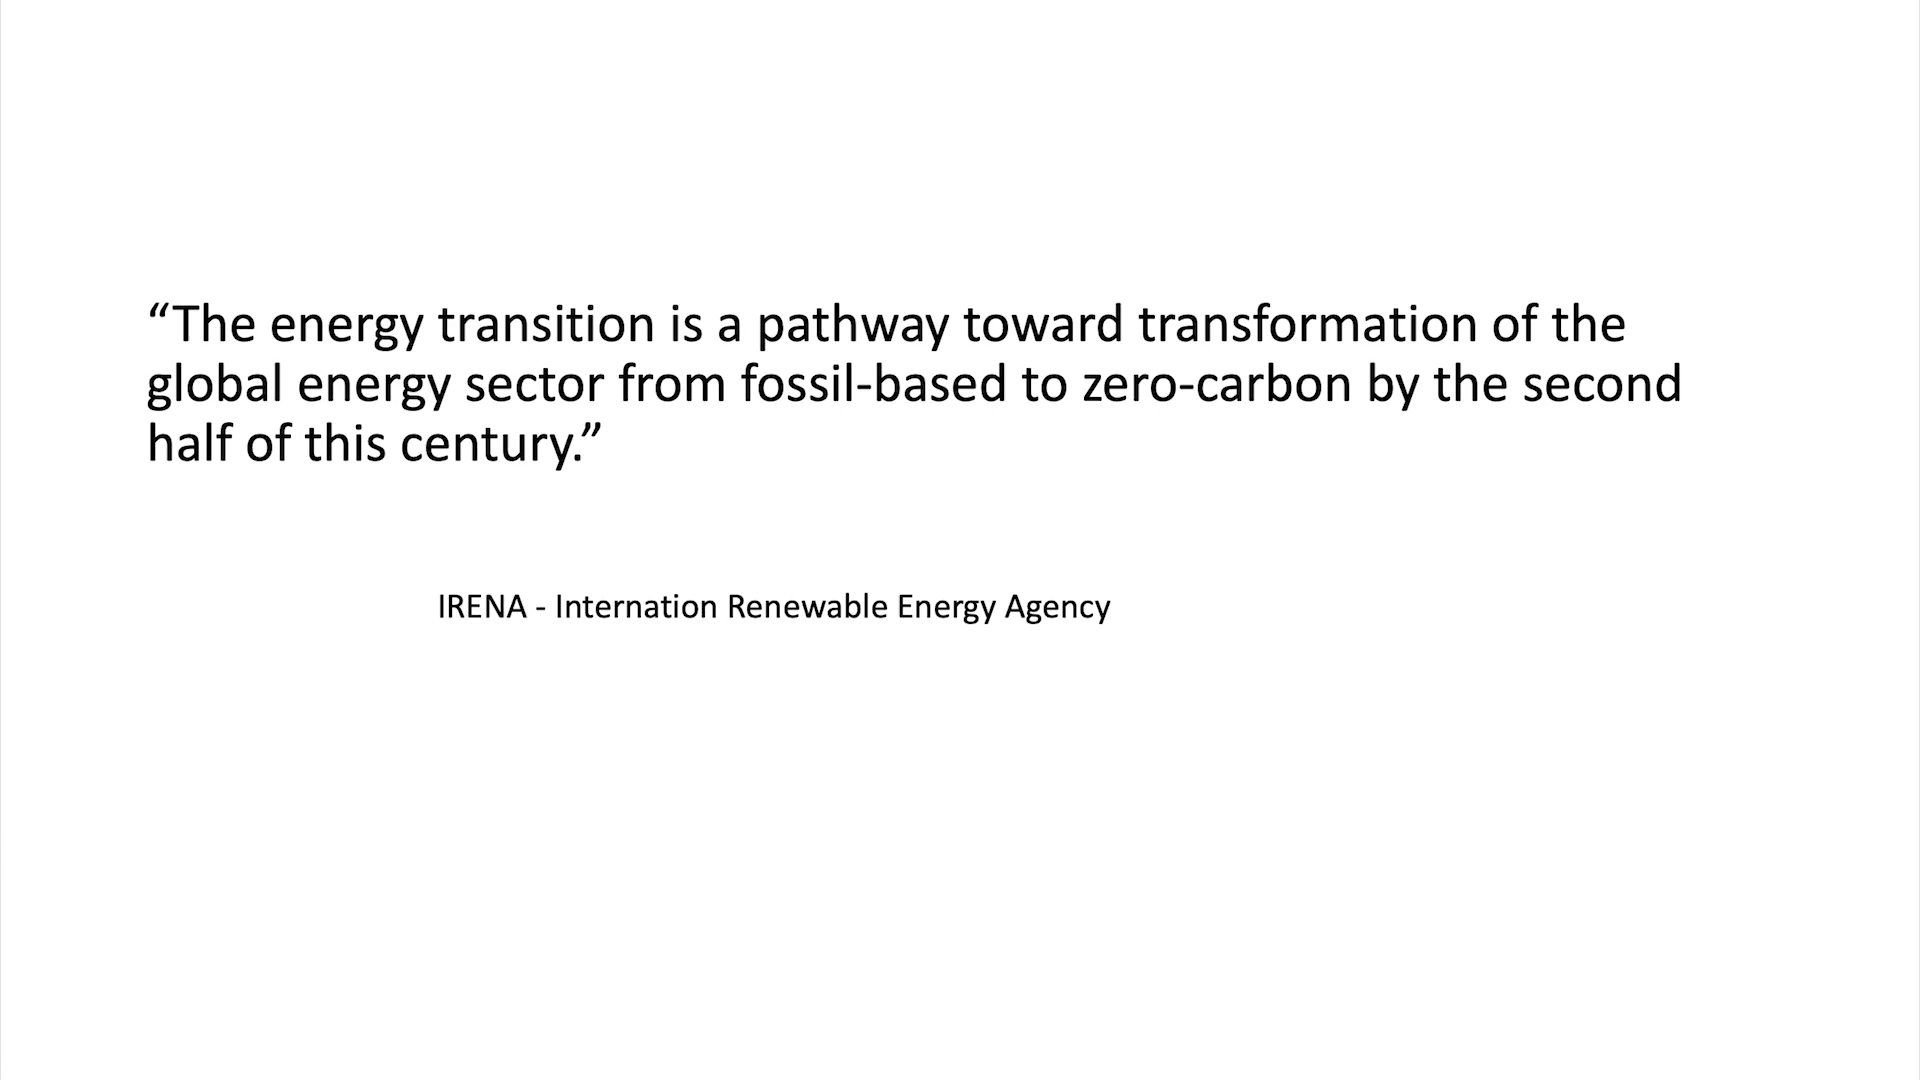 “The energy transition is a pathway toward transformation of the
global energy sector from fossil-based to zero-carbon by the second
half of this century.”
IRENA - Internation Renewable Energy Agency